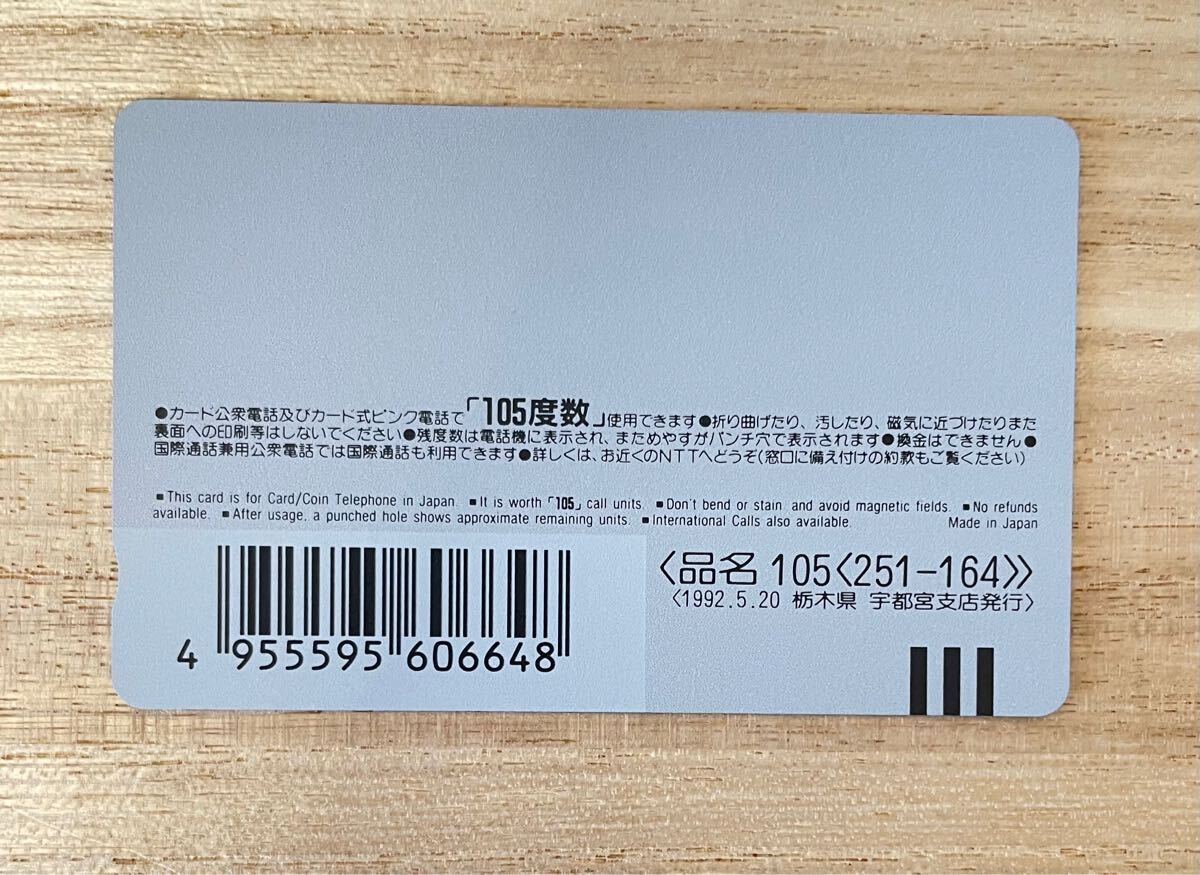 ●カード公衆電話及びカード式ピンク電話で「105度数」使用できます●折り曲げたり、汚したり、磁気に近づけたりまた
裏面への印刷等はしないでください●残度数は電話機に表示され、まためやすがパンチ穴で表示されます●換金はできません●
国際通話兼用公衆電話では国際通話も利用できます●詳しくは、お近くのNTTへどうぞ(窓口に備え付けの約款もご覧ください)
■This card is for Card/Coin Telephone in Japan. ■It is worth「105」call units. ■Don't bend or stain and avoid magnetic fields. ■No refunds
available. ■After usage, a punched hole shows approximate remaining units. ■International Calls also available. Made in Japan
〈品名 105〈251-164〉〉
〈1992.5.20 栃木県 宇都宮支店発行〉
4 955595 606648